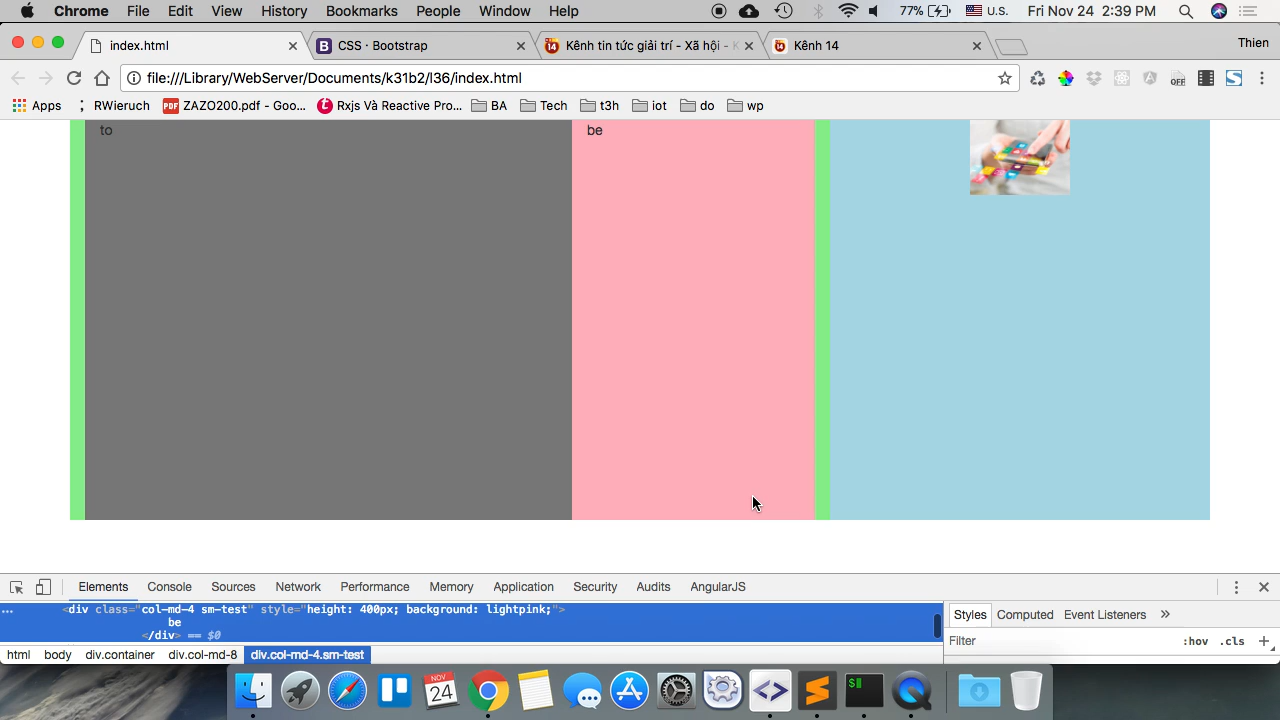 Chrome File Edit View History Bookmarks People Window Help 77% U.S. Fri Nov 24 2:39 PM
index.html CSS · Bootstrap 14 Kênh tin tức giải trí - Xã hội - K 14 Kênh 14 Thien
file:///Library/WebServer/Documents/k31b2/l36/index.html OFF S
Apps RWieruch PDF ZAZO200.pdf - Goo... t Rxjs Và Reactive Pro... BA Tech t3h iot do wp
to be
Elements Console Sources Network Performance Memory Application Security Audits AngularJS
... <div class="col-md-4 sm-test" style="height: 400px; background: lightpink;">
be
</div> == $0
Styles Computed Event Listeners »
Filter :hov .cls +
html body div.container div.col-md-8 div.col-md-4.sm-test
NOV
24
$